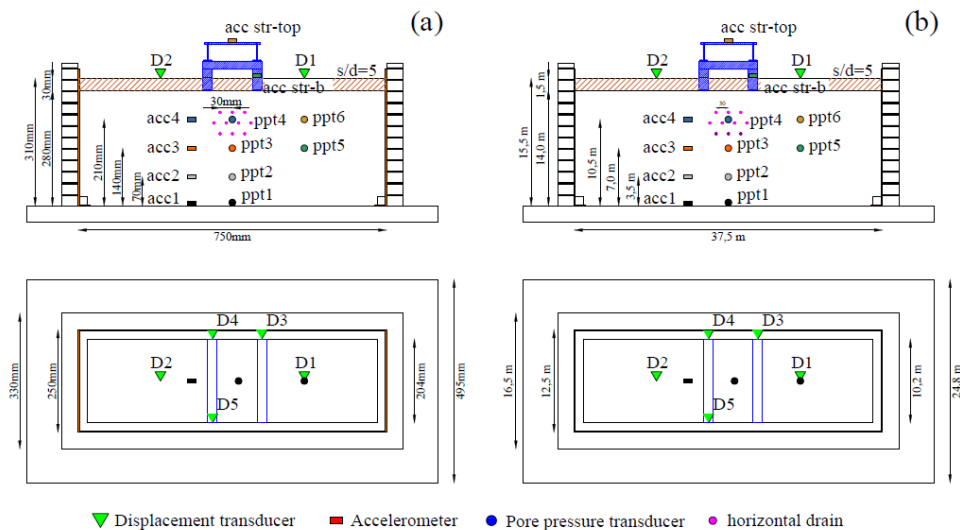 (a)
acc str-top
D2
D1
s/d=5
acc str-b
30mm
30mm
310mm
280mm
210mm
140mm
70mm
acc4
ppt4
ppt6
acc3
ppt3
ppt5
acc2
ppt2
acc1
ppt1
750mm
D4
D3
D2
D1
D5
330mm
250mm
204mm
495mm
(b)
acc str-top
D2
D1
s/d=5
acc str-b
1,5 m
30
15,5 m
14,0 m
10,5 m
7,0 m
3,5 m
acc4
ppt4
ppt6
acc3
ppt3
ppt5
acc2
ppt2
acc1
ppt1
37,5 m
D4
D3
D2
D1
D5
16,5 m
12,5 m
10,2 m
24,8 m
Displacement transducer
Accelerometer
Pore pressure transducer
horizontal drain